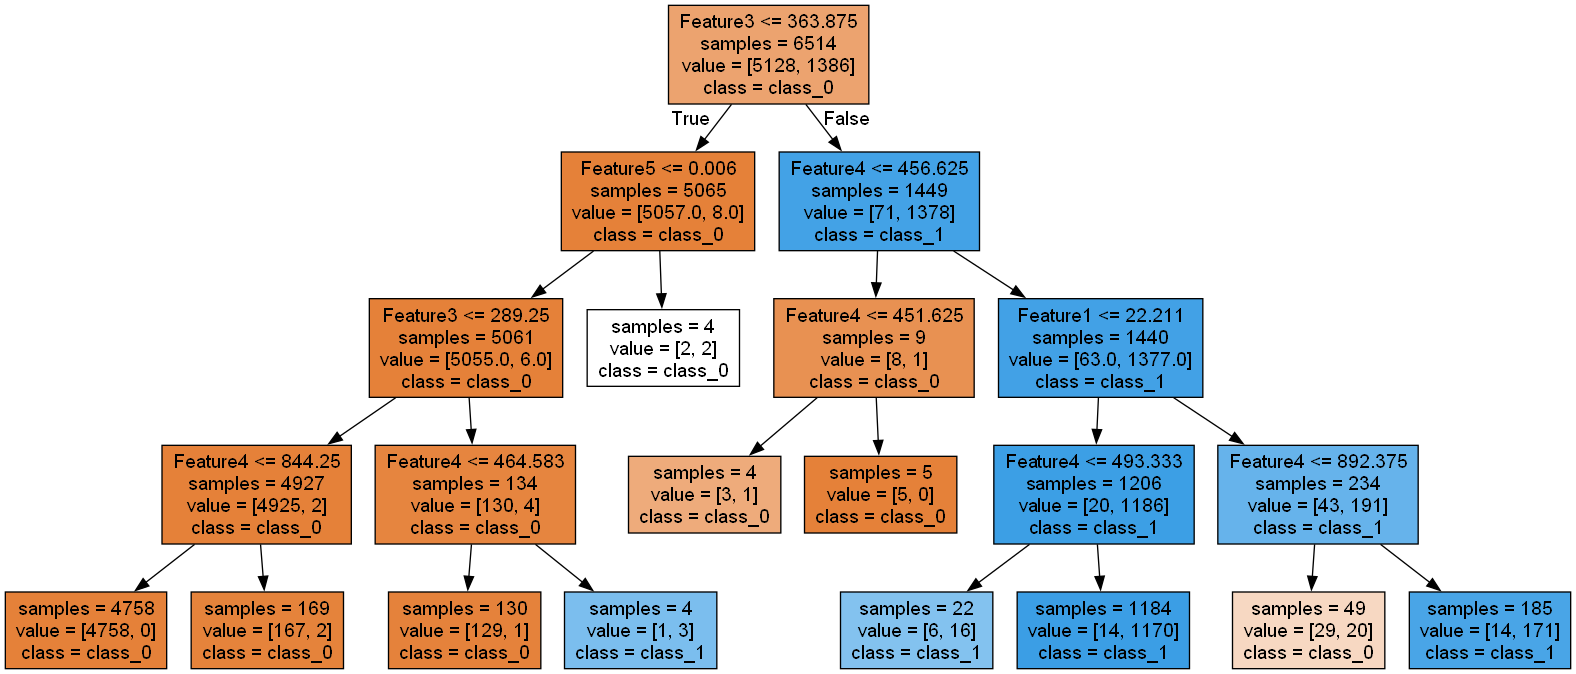 Feature3 <= 363.875
samples = 6514
value = [5128, 1386]
class = class_0
True
False
Feature5 <= 0.006
samples = 5065
value = [5057.0, 8.0]
class = class_0
Feature4 <= 456.625
samples = 1449
value = [71, 1378]
class = class_1
Feature3 <= 289.25
samples = 5061
value = [5055.0, 6.0]
class = class_0
samples = 4
value = [2, 2]
class = class_0
Feature4 <= 451.625
samples = 9
value = [8, 1]
class = class_0
Feature1 <= 22.211
samples = 1440
value = [63.0, 1377.0]
class = class_1
Feature4 <= 844.25
samples = 4927
value = [4925, 2]
class = class_0
Feature4 <= 464.583
samples = 134
value = [130, 4]
class = class_0
samples = 4
value = [3, 1]
class = class_0
samples = 5
value = [5, 0]
class = class_0
Feature4 <= 493.333
samples = 1206
value = [20, 1186]
class = class_1
Feature4 <= 892.375
samples = 234
value = [43, 191]
class = class_1
samples = 4758
value = [4758, 0]
class = class_0
samples = 169
value = [167, 2]
class = class_0
samples = 130
value = [129, 1]
class = class_0
samples = 4
value = [1, 3]
class = class_1
samples = 22
value = [6, 16]
class = class_1
samples = 1184
value = [14, 1170]
class = class_1
samples = 49
value = [29, 20]
class = class_0
samples = 185
value = [14, 171]
class = class_1